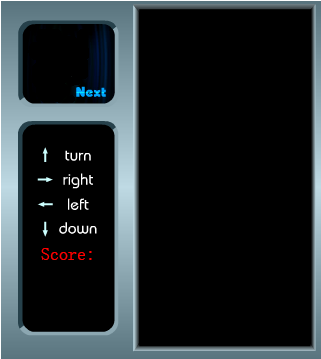 Next
↑ turn
→ right
← left
↓ down
Score: